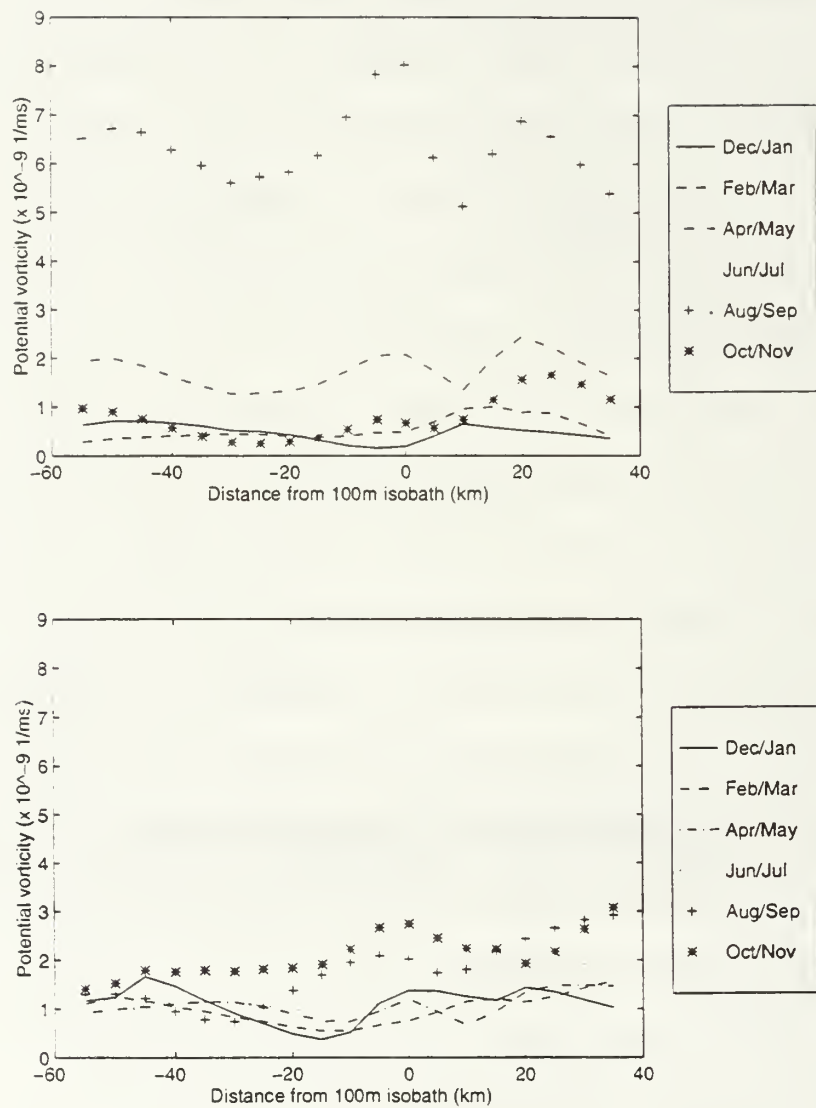 9
8
7
6
5
4
3
2
1
0
Potential vorticity (x 10^-9 1/ms)
-60
-40
-20
0
20
40
Distance from 100m isobath (km)
Dec/Jan
Feb/Mar
Apr/May
Jun/Jul
Aug/Sep
Oct/Nov
9
8
7
6
5
4
3
2
1
0
Potential vorticity (x 10^-9 1/ms)
-60
-40
-20
0
20
40
Distance from 100m isobath (km)
Dec/Jan
Feb/Mar
Apr/May
Jun/Jul
Aug/Sep
Oct/Nov